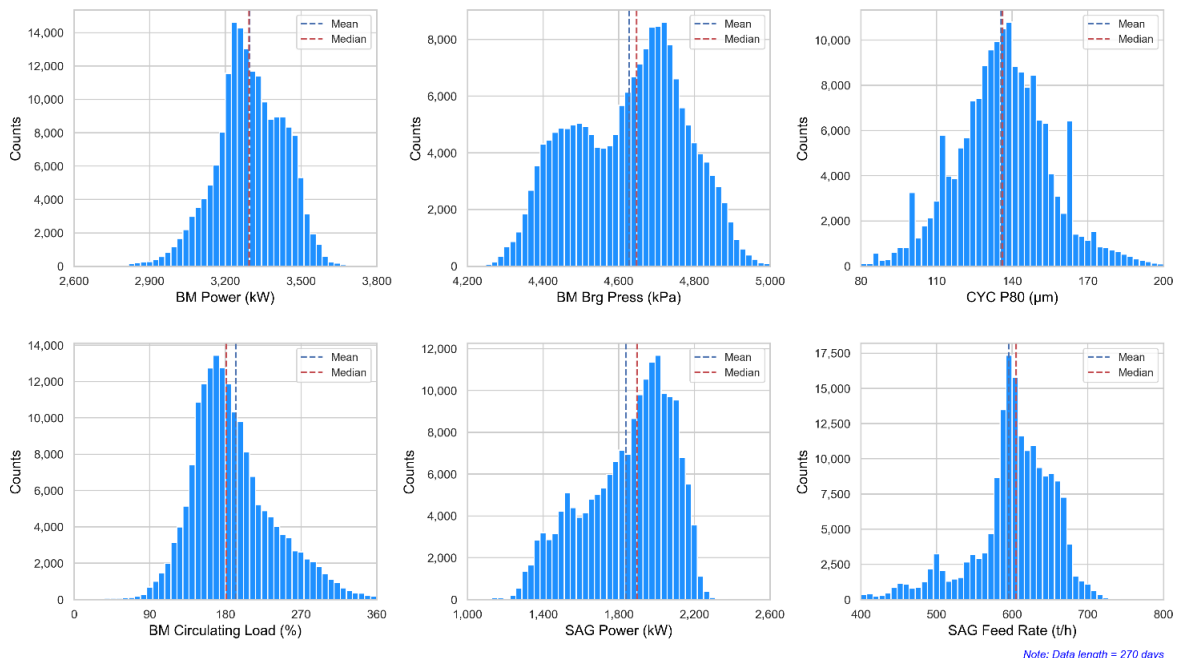 14,000
12,000
10,000
8,000
6,000
4,000
2,000
0
Counts
2,600 2,900 3,200 3,500 3,800
BM Power (kW)
Mean
Median
8,000
6,000
4,000
2,000
0
Counts
4,200 4,400 4,600 4,800 5,000
BM Brg Press (kPa)
Mean
Median
10,000
8,000
6,000
4,000
2,000
0
Counts
80 110 140 170 200
CYC P80 (µm)
Mean
Median
14,000
12,000
10,000
8,000
6,000
4,000
2,000
0
Counts
0 90 180 270 360
BM Circulating Load (%)
Mean
Median
12,000
10,000
8,000
6,000
4,000
2,000
0
Counts
1,000 1,400 1,800 2,200 2,600
SAG Power (kW)
Mean
Median
17,500
15,000
12,500
10,000
7,500
5,000
2,500
0
Counts
400 500 600 700 800
SAG Feed Rate (t/h)
Mean
Median
Note: Data length = 270 days